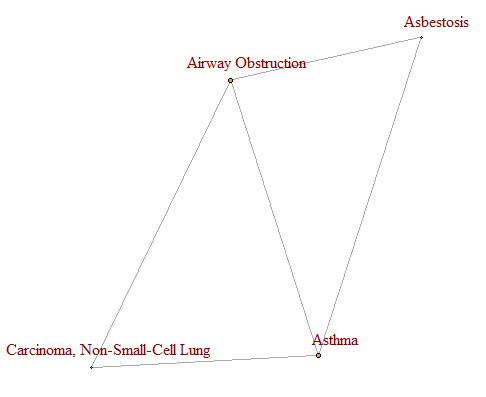 Asbestosis
Airway Obstruction
Asthma
Carcinoma, Non-Small-Cell Lung